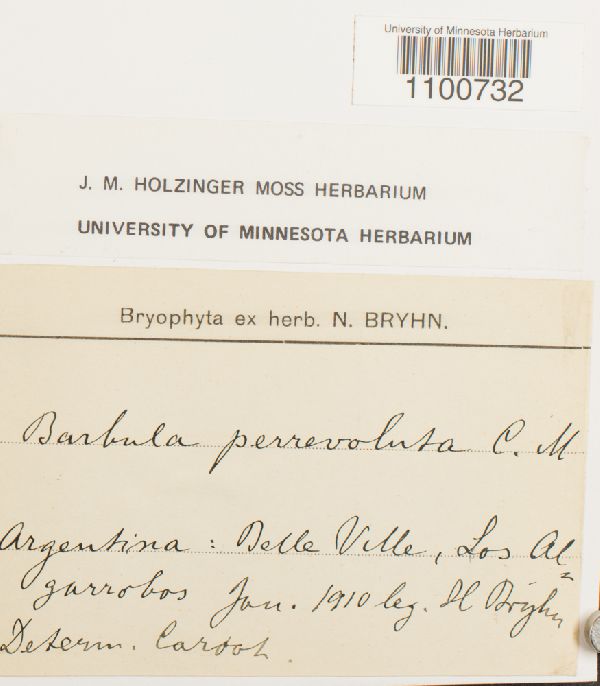 University of Minnesota Herbarium
1100732
J. M. HOLZINGER MOSS HERBARIUM
UNIVERSITY OF MINNESOTA HERBARIUM
Bryophyta ex herb. N. BRYHN.
Barbula perrevoluta C. M
Argentina : Belle Ville, Los Al=
garrobos Jan. 1910 leg. H Bryhn
Determ. Cardot